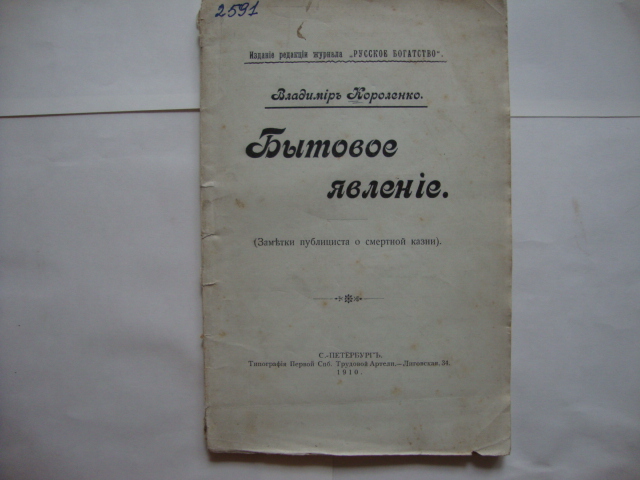 2591
Изданіе редакціи журнала „РУССКОЕ БОГАТСТВО“.
Владиміръ Короленко.
Бытовое
явленіе.
(Замѣтки публициста о смертной казни).
С.-ПЕТЕРБУРГЪ.
Типографія Первой Спб. Трудовой Артели.—Лиговская, 34.
1910.